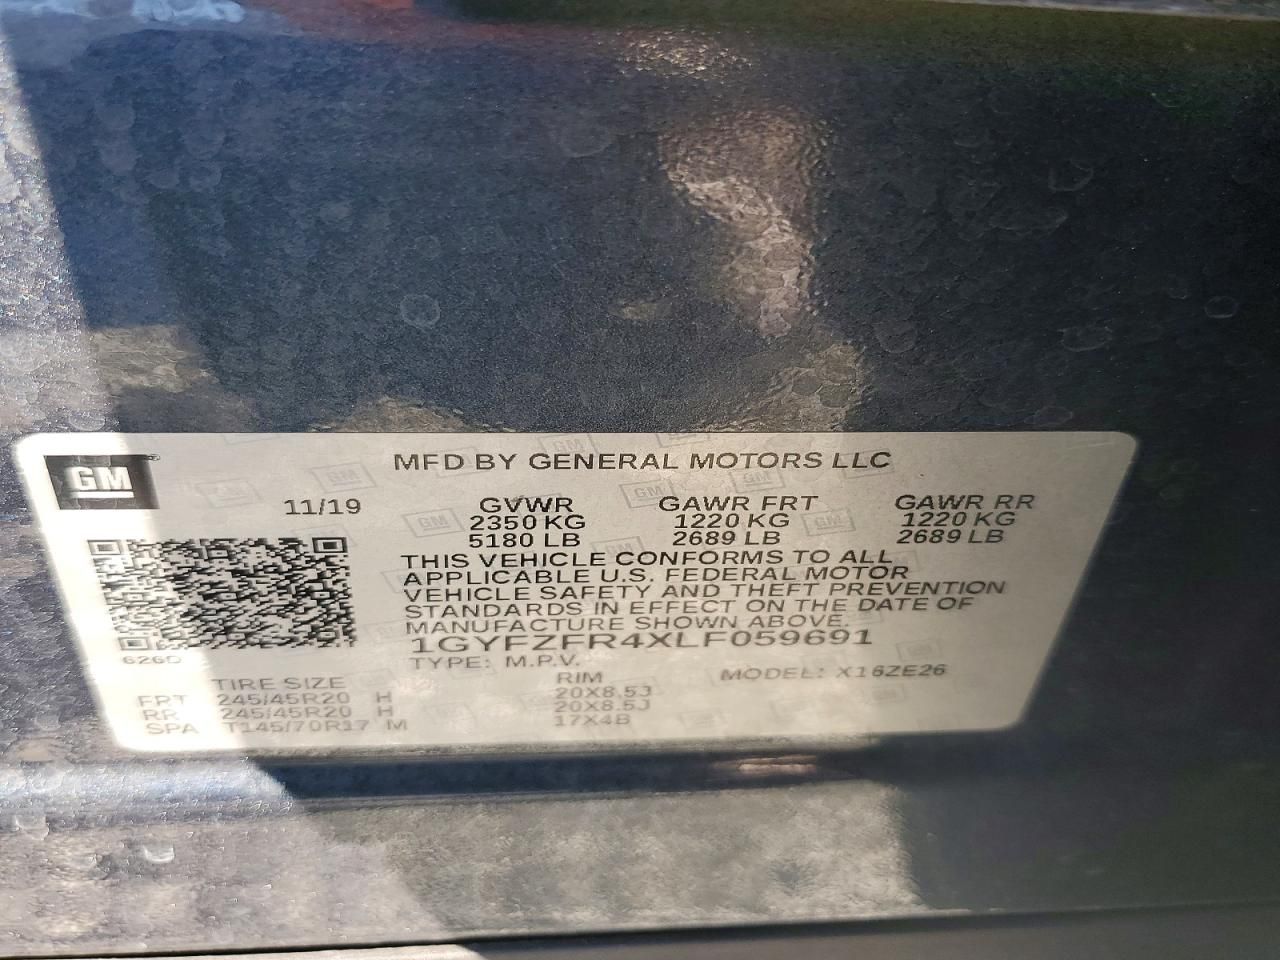 GM
MFD BY GENERAL MOTORS LLC
11/19 GVWR GAWR FRT GAWR RR
2350 KG 1220 KG 1220 KG
5180 LB 2689 LB 2689 LB
THIS VEHICLE CONFORMS TO ALL
APPLICABLE U.S. FEDERAL MOTOR
VEHICLE SAFETY AND THEFT PREVENTION
STANDARDS IN EFFECT ON THE DATE OF
MANUFACTURE SHOWN ABOVE.
1GYFZFR4XLF059691
626D
TYPE: M.P.V. MODEL: X16ZE26
TIRE SIZE RIM
FRT 245/45R20 H 20X8.5J
RR 245/45R20 H 20X8.5J
SPA T145/70R17 M 17X4B